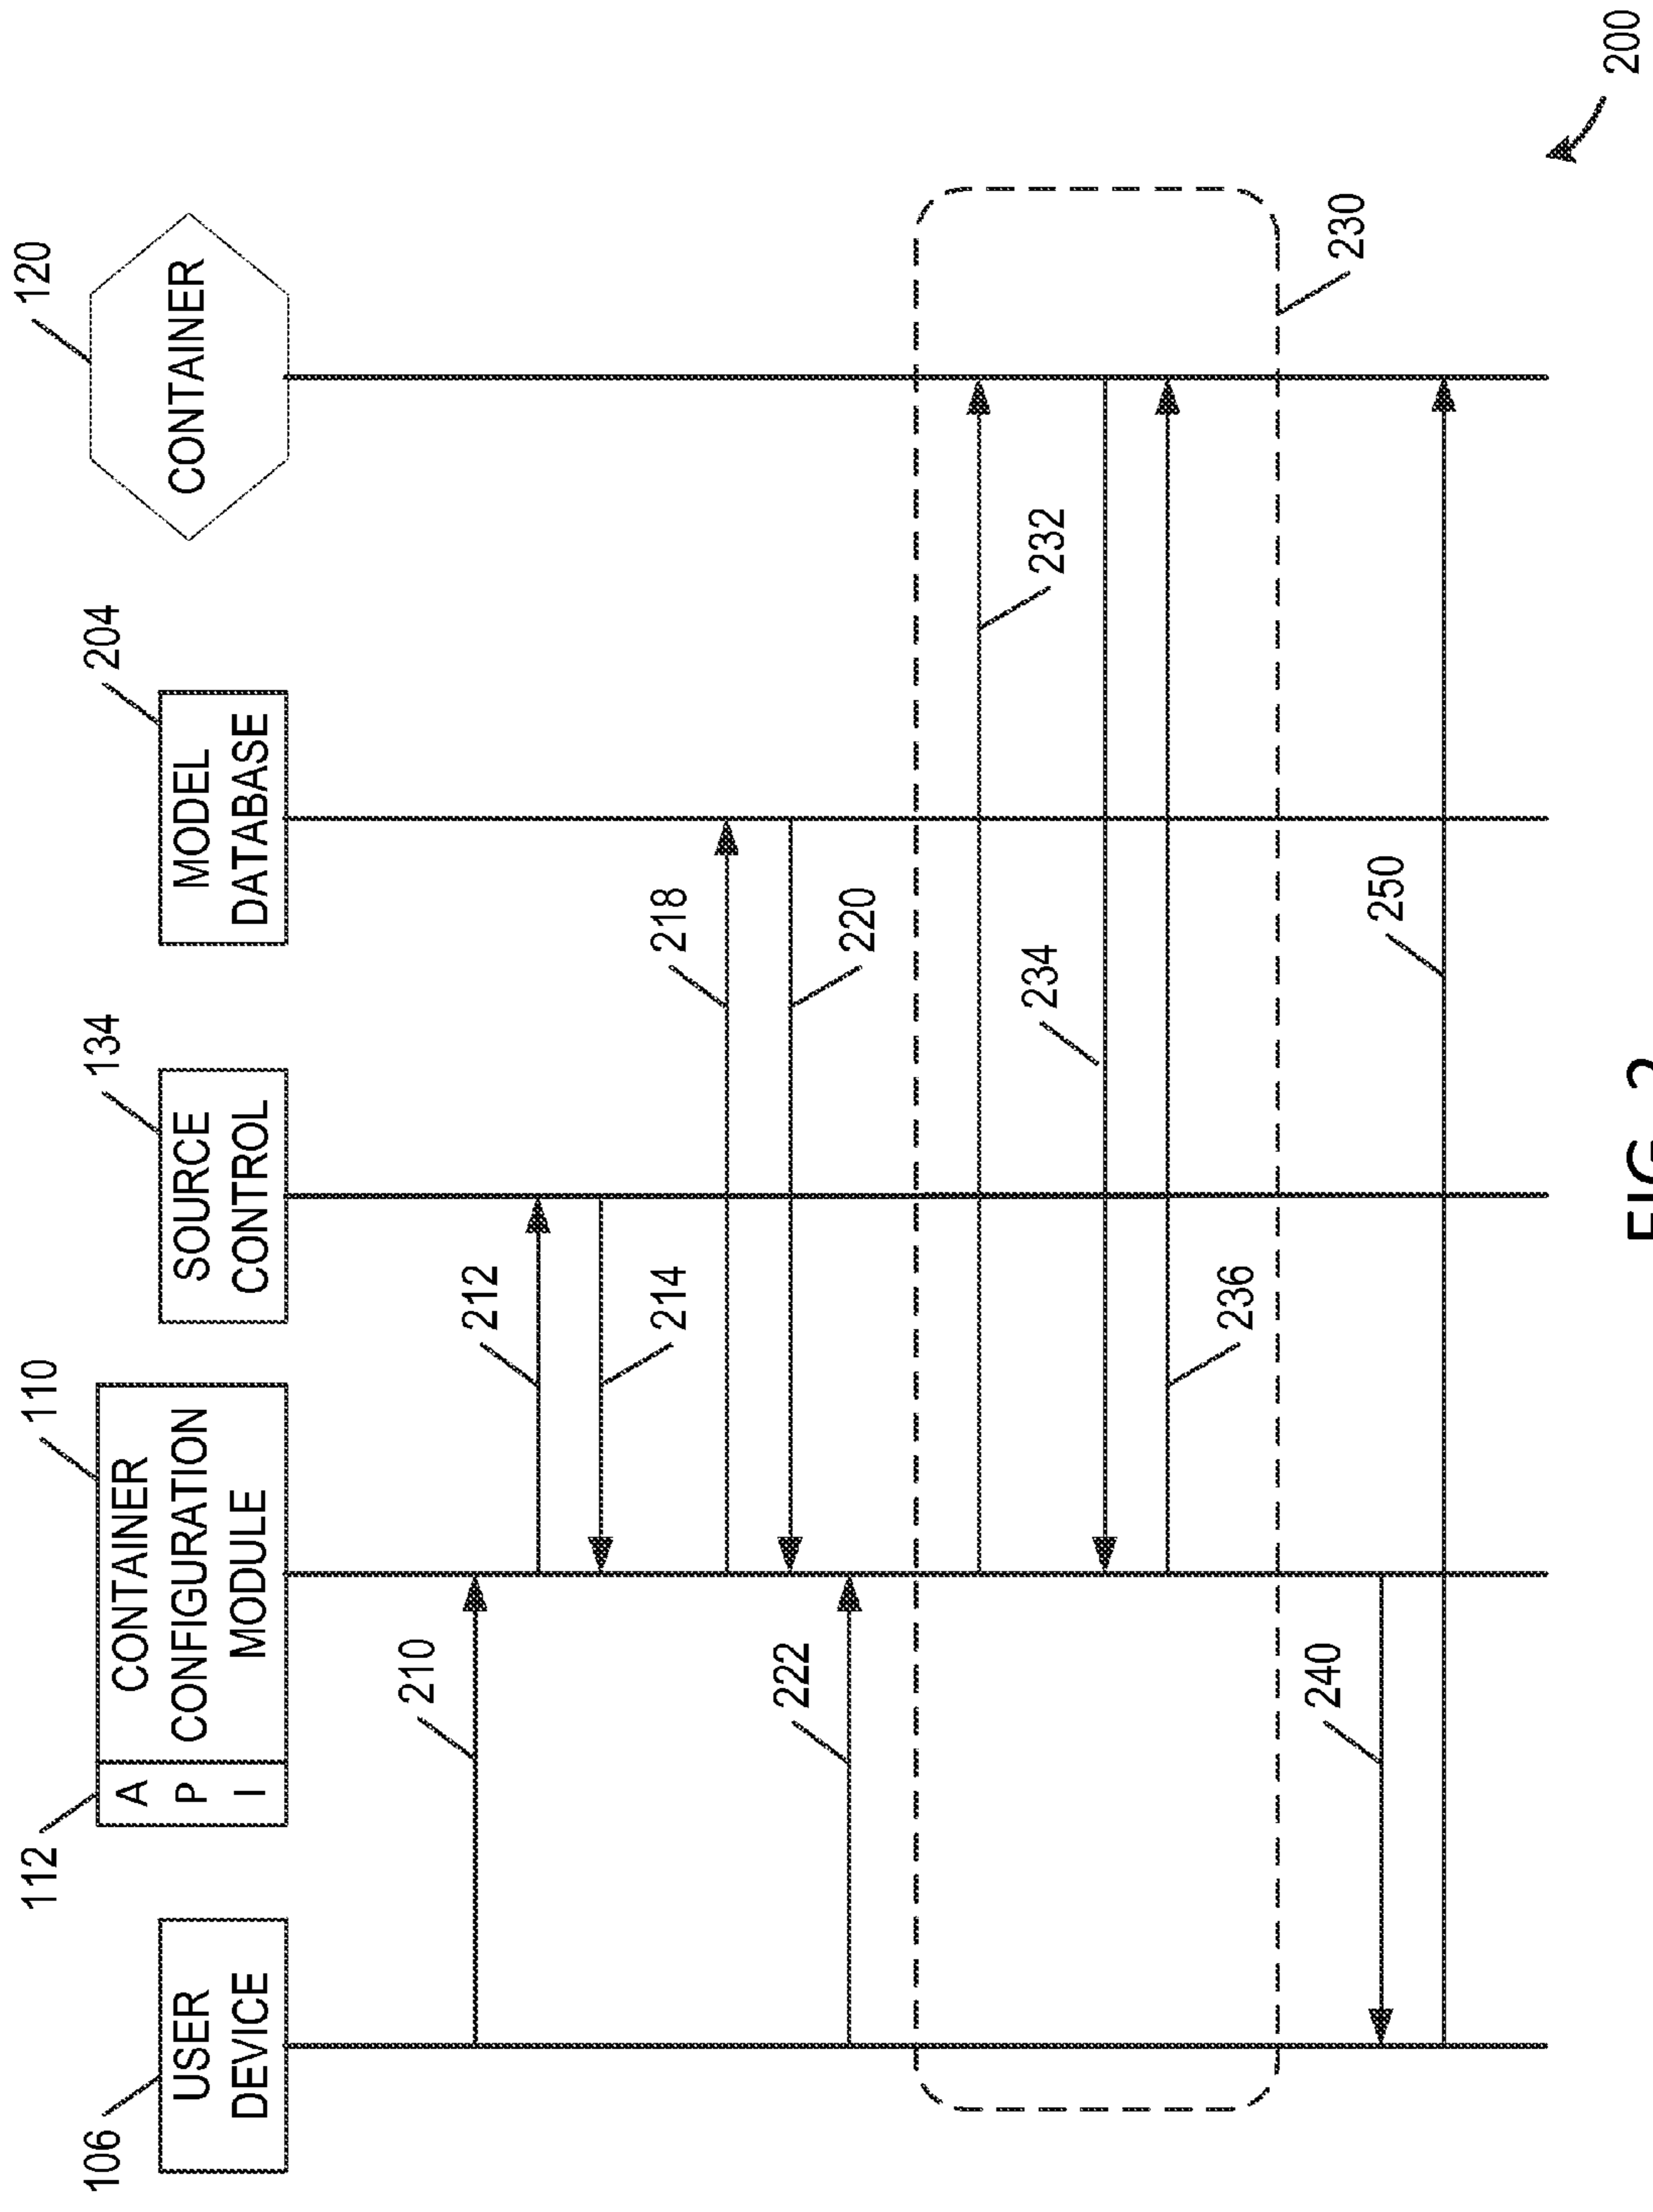 106
USER
DEVICE
112
A
P
I
110
CONTAINER
CONFIGURATION
MODULE
134
SOURCE
CONTROL
204
MODEL
DATABASE
120
CONTAINER
210
212
214
218
220
222
232
234
236
230
240
250
200